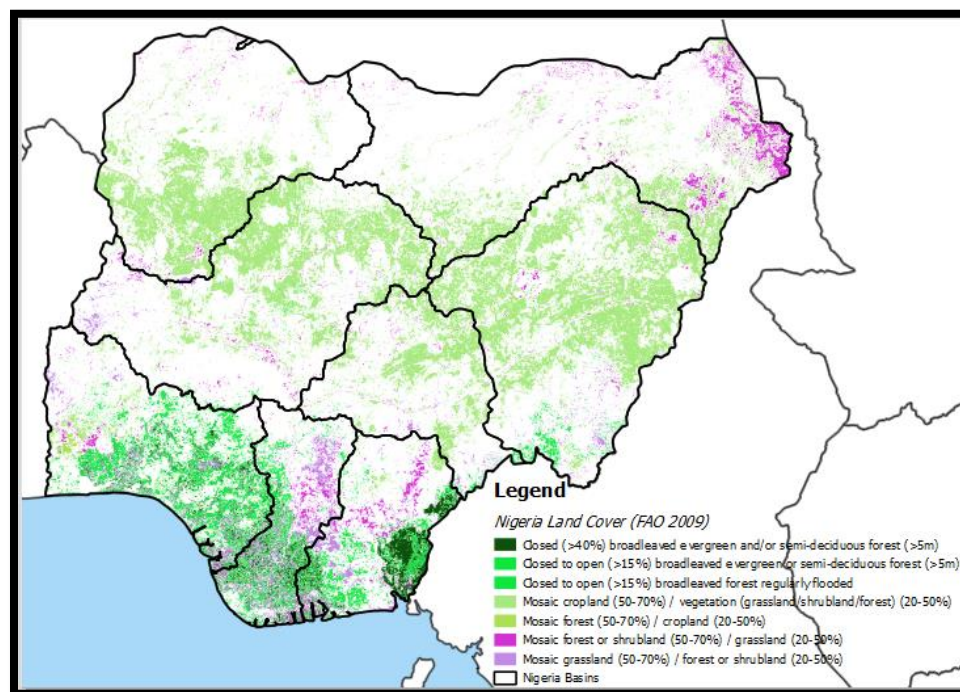 Legend
Nigeria Land Cover (FAO 2009)
Closed (>40%) broadleaved evergreen and/or semi-deciduous forest (>5m)
Closed to open (>15%) broadleaved evergreen or semi-deciduous forest (>5m)
Closed to open (>15%) broadleaved forest regularly flooded
Mosaic cropland (50-70%) / vegetation (grassland/shrubland/forest) (20-50%)
Mosaic forest (50-70%) / cropland (20-50%)
Mosaic forest or shrubland (50-70%) / grassland (20-50%)
Mosaic grassland (50-70%) / forest or shrubland (20-50%)
Nigeria Basins